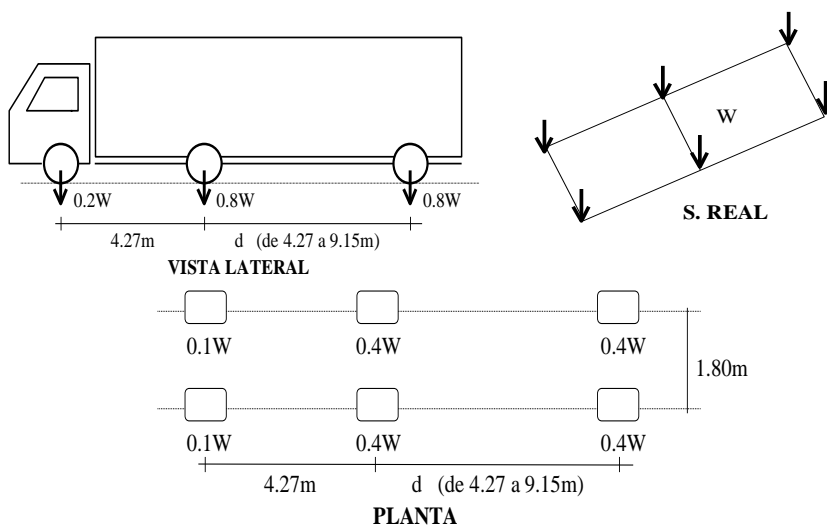 0.2W 0.8W 0.8W
4.27m d (de 4.27 a 9.15m)
VISTA LATERAL
W
S. REAL
0.1W 0.4W 0.4W
1.80m
0.1W 0.4W 0.4W
4.27m d (de 4.27 a 9.15m)
PLANTA